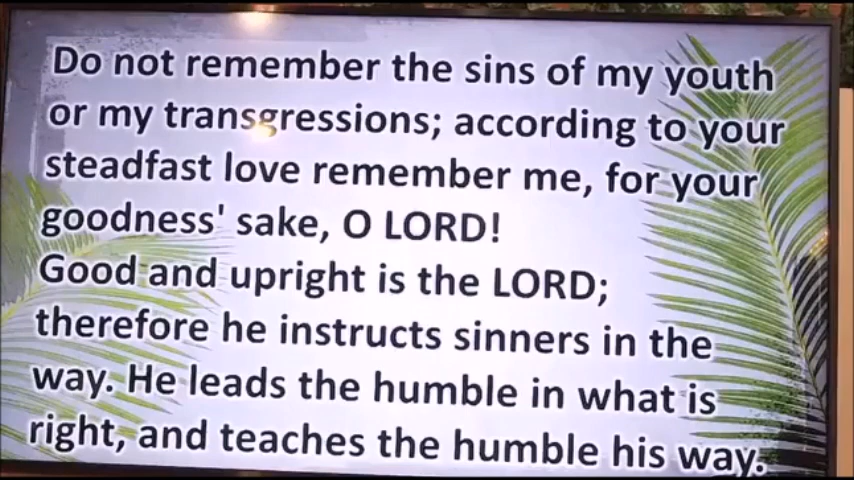 Do not remember the sins of my youth
or my transgressions; according to your
steadfast love remember me, for your
goodness' sake, O LORD!
Good and upright is the LORD;
therefore he instructs sinners in the
way. He leads the humble in what is
right, and teaches the humble his way.